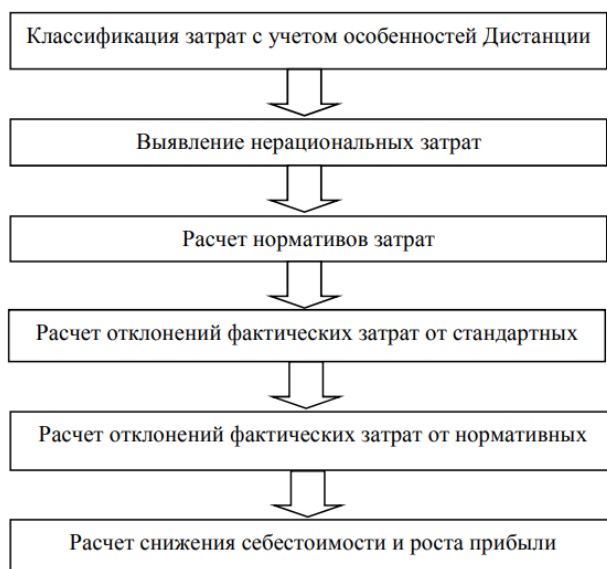 Классификация затрат с учетом особенностей Дистанции
Выявление нерациональных затрат
Расчет нормативов затрат
Расчет отклонений фактических затрат от стандартных
Расчет отклонений фактических затрат от нормативных
Расчет снижения себестоимости и роста прибыли